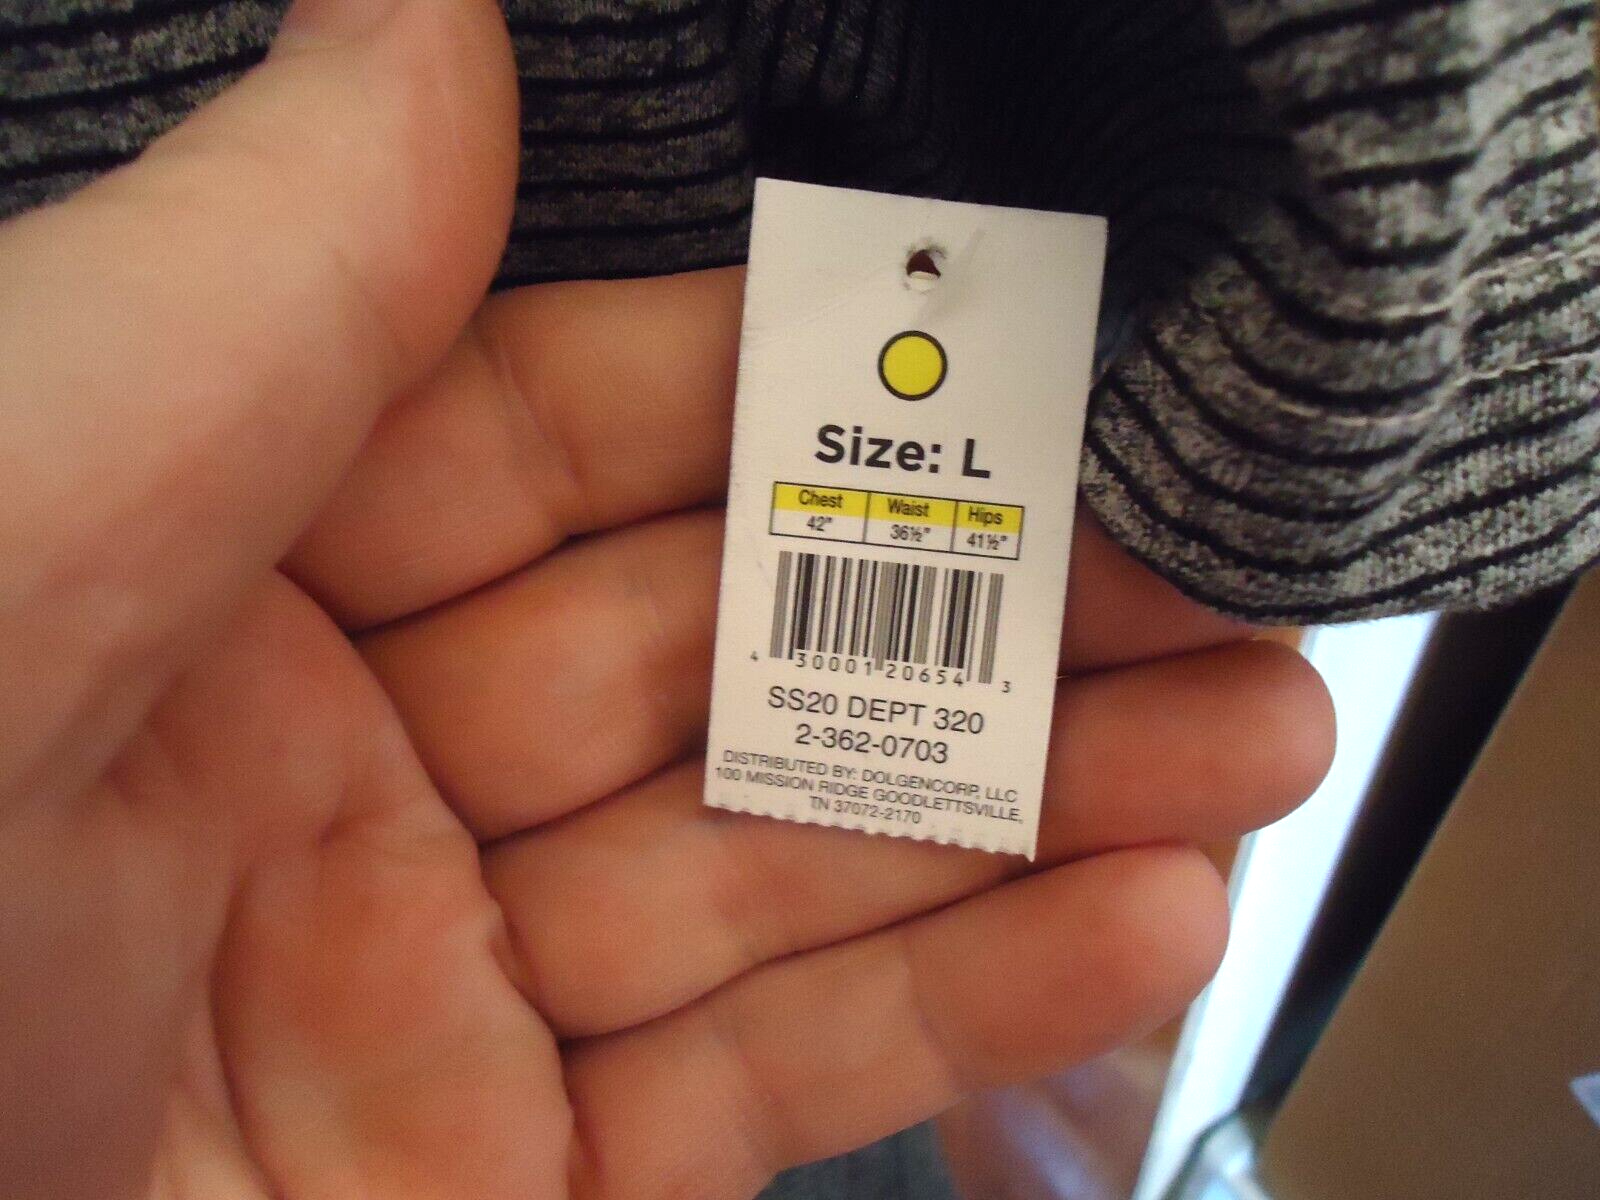 Size: L
Chest Waist Hips
42" 36½" 41½"
4 30001 20654 3
SS20 DEPT 320
2-362-0703
DISTRIBUTED BY: DOLGENCORP, LLC
100 MISSION RIDGE GOODLETTSVILLE,
TN 37072-2170